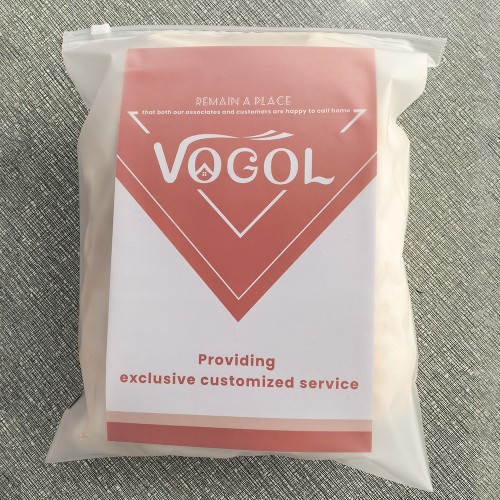 REMAIN A PLACE
that both our associates and customers are happy to call home
VOGOL
Providing
exclusive customized service